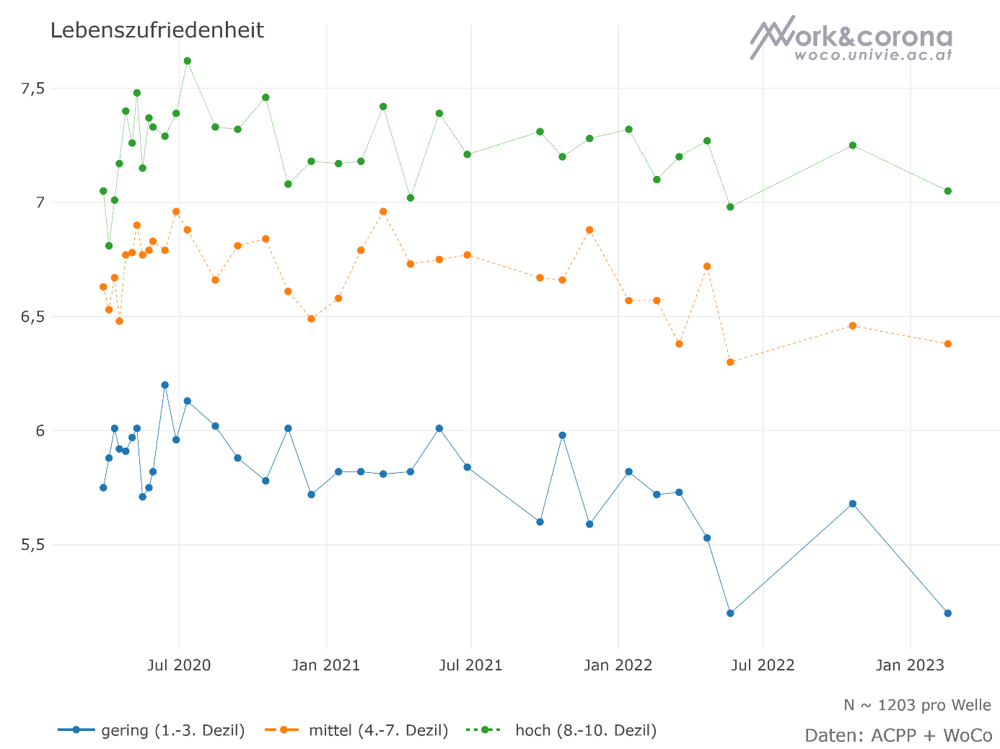 Lebenszufriedenheit
Work&corona
woco.univie.ac.at
7,5
7
6,5
6
5,5
Jul 2020
Jan 2021
Jul 2021
Jan 2022
Jul 2022
Jan 2023
N ~ 1203 pro Welle
gering (1.-3. Dezil)
mittel (4.-7. Dezil)
hoch (8.-10. Dezil)
Daten: ACPP + WoCo